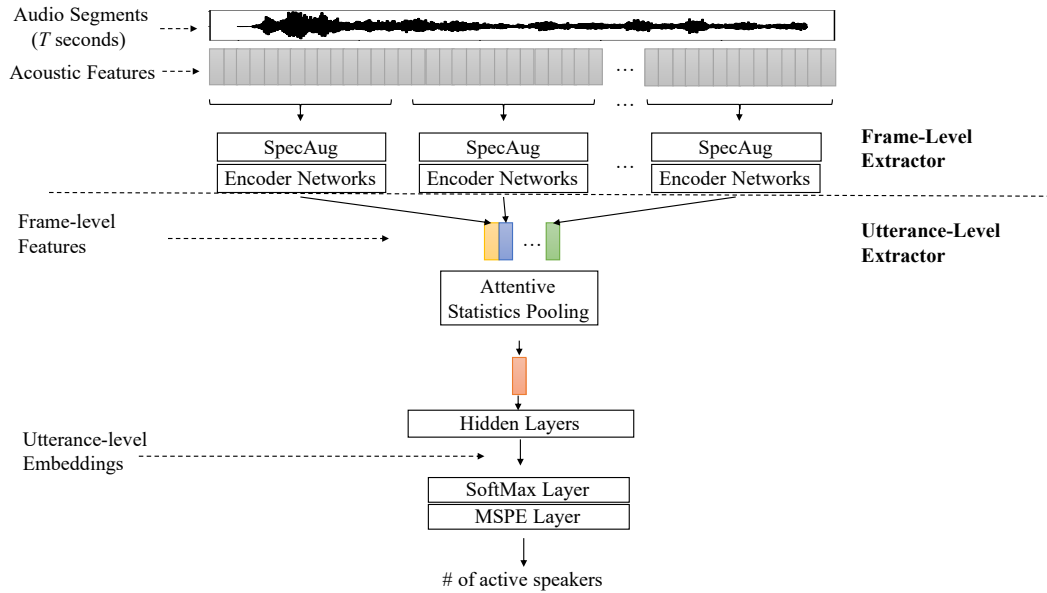 Audio Segments
(T seconds)
Acoustic Features
...
...
SpecAug
SpecAug
SpecAug
Encoder Networks
Encoder Networks
...
Encoder Networks
Frame-Level
Extractor
Frame-level
Features
...
Utterance-Level
Extractor
Attentive
Statistics Pooling
Hidden Layers
Utterance-level
Embeddings
SoftMax Layer
MSPE Layer
# of active speakers